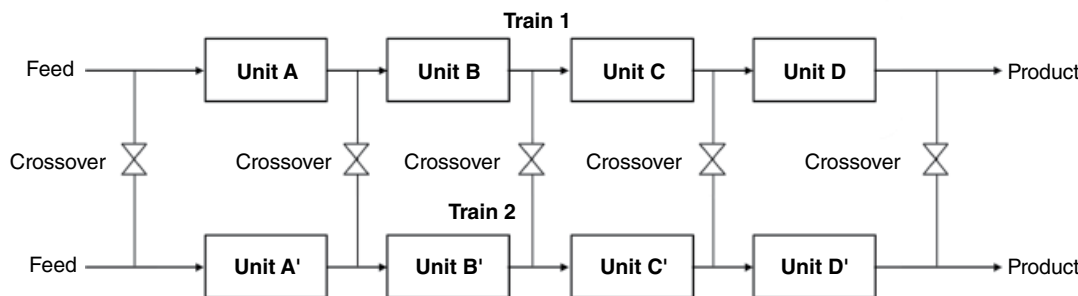 Train 1
Feed Unit A Unit B Unit C Unit D Product
Crossover Crossover Crossover Crossover Crossover
Train 2
Feed Unit A' Unit B' Unit C' Unit D' Product